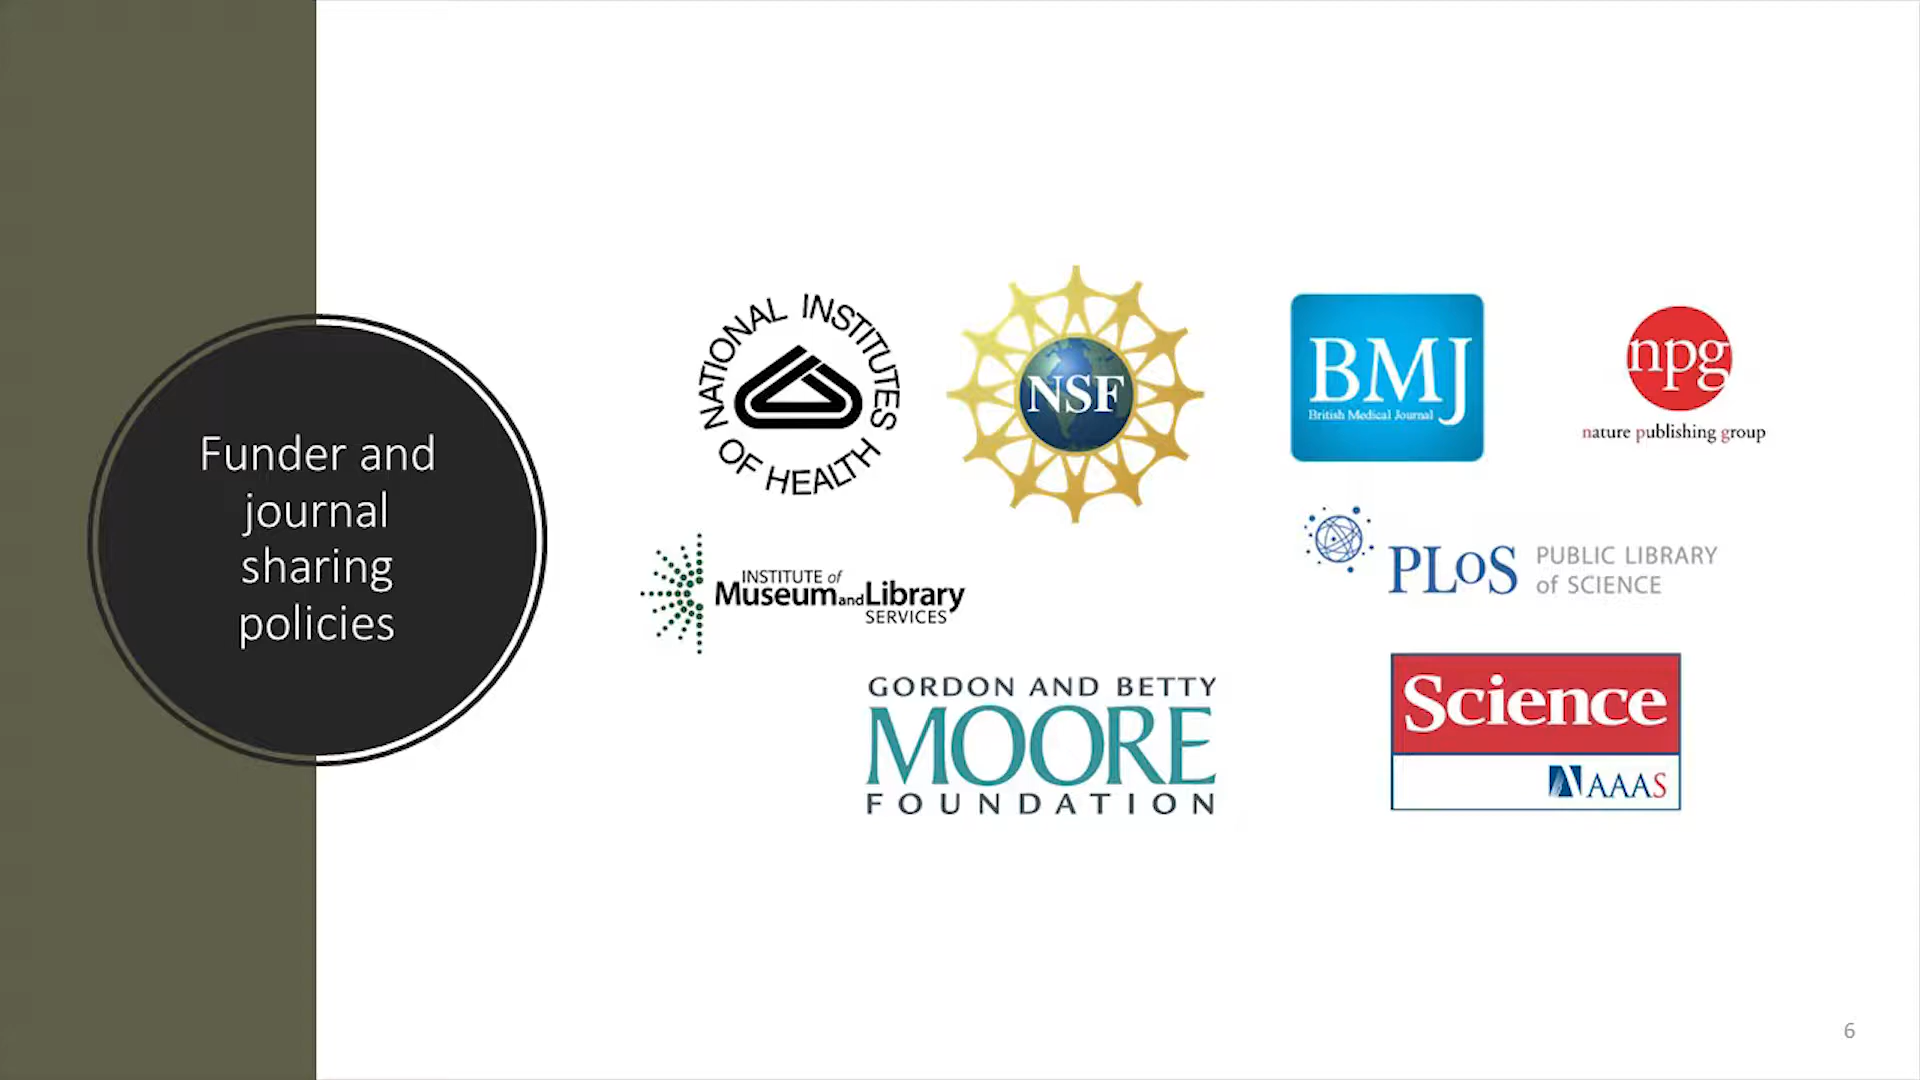 Funder and
journal
sharing
policies
NATIONAL INSTITUTES OF HEALTH
NSF
BMJ
British Medical Journal
npg
nature publishing group
INSTITUTE of
Museum and Library
SERVICES
PLoS
PUBLIC LIBRARY
of SCIENCE
GORDON AND BETTY
MOORE
FOUNDATION
Science
AAAS
6